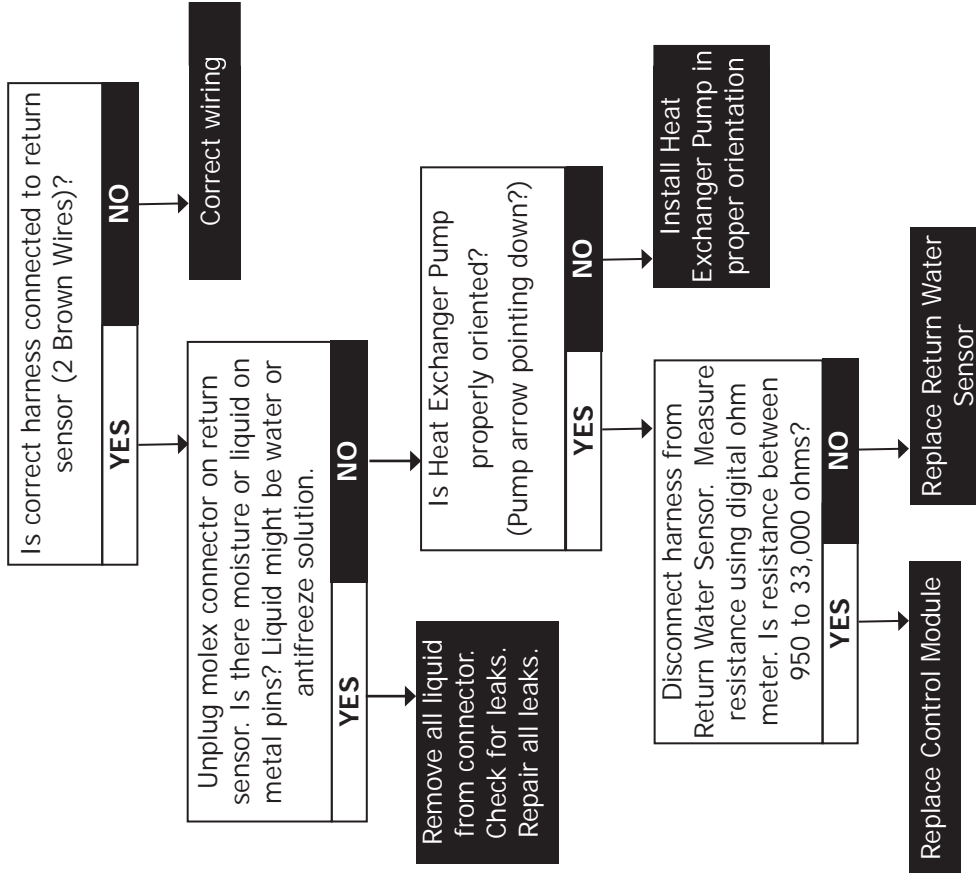 Is correct harness connected to return
sensor (2 Brown Wires)?
YES
NO
Correct wiring
Unplug molex connector on return
sensor. Is there moisture or liquid on
metal pins? Liquid might be water or
antifreeze solution.
YES
NO
Remove all liquid
from connector.
Check for leaks.
Repair all leaks.
Is Heat Exchanger Pump
properly oriented?
(Pump arrow pointing down?)
YES
NO
Install Heat
Exchanger Pump in
proper orientation
Disconnect harness from
Return Water Sensor. Measure
resistance using digital ohm
meter. Is resistance between
950 to 33,000 ohms?
YES
NO
Replace Control Module
Replace Return Water
Sensor